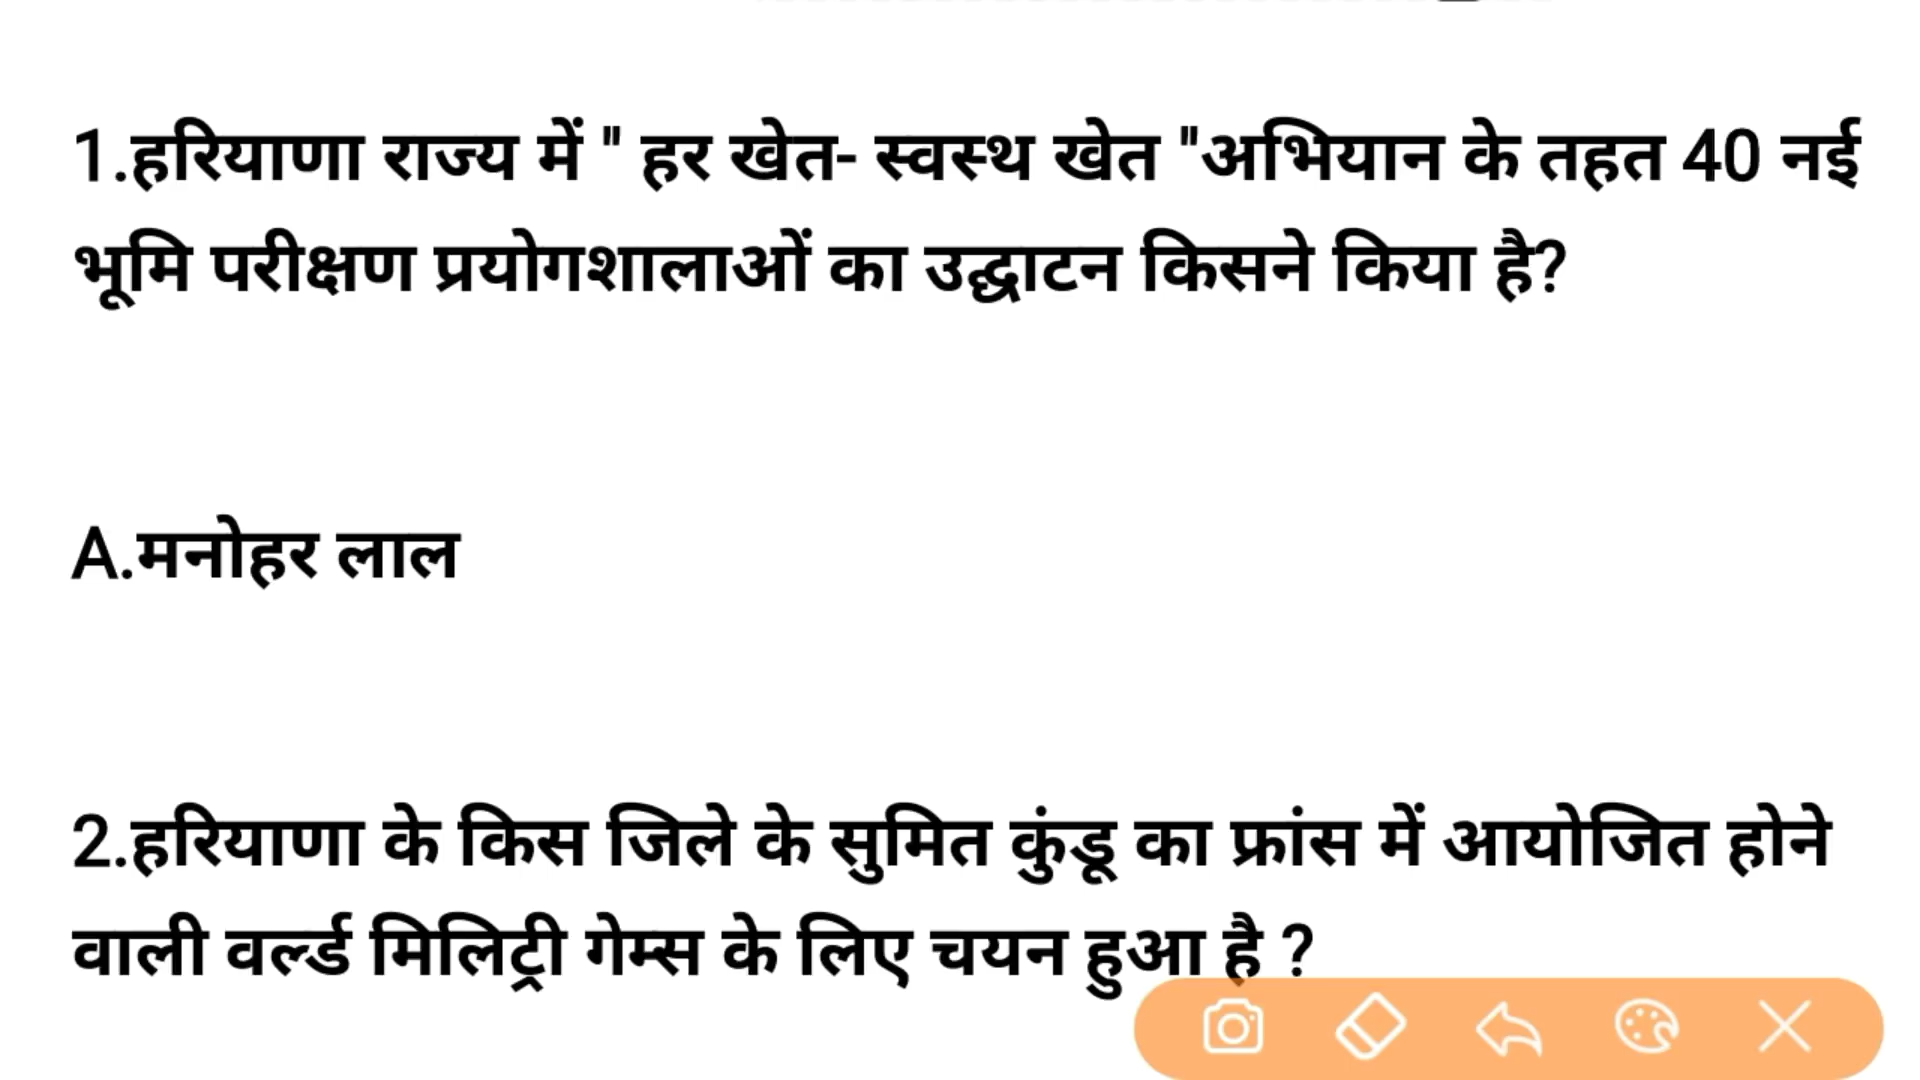 1.हरियाणा राज्य में " हर खेत- स्वस्थ खेत "अभियान के तहत 40 नई
भूमि परीक्षण प्रयोगशालाओं का उद्घाटन किसने किया है?
A.मनोहर लाल
2.हरियाणा के किस जिले के सुमित कुंडू का फ्रांस में आयोजित होने
वाली वर्ल्ड मिलिट्री गेम्स के लिए चयन हुआ है ?